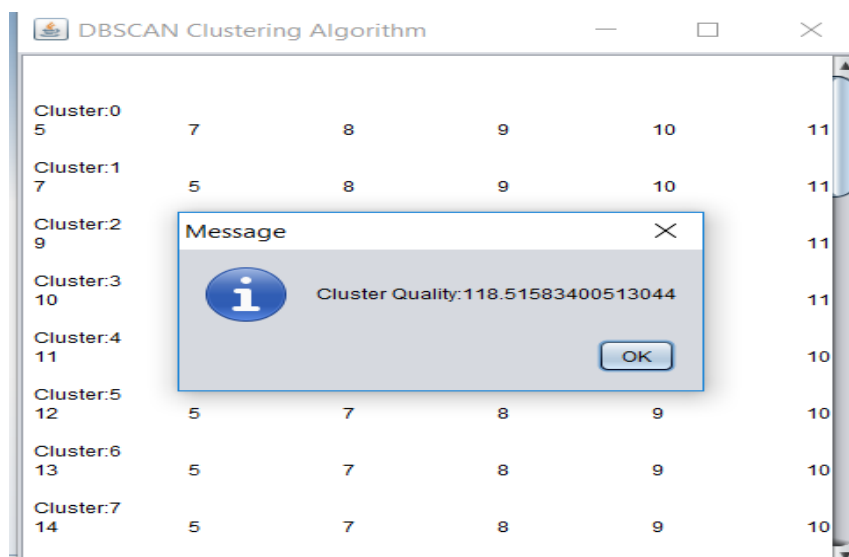 DBSCAN Clustering Algorithm
Cluster:0
5 7 8 9 10 11
Cluster:1
7 5 8 9 10 11
Cluster:2
9 11
Cluster:3
10 11
Cluster:4
11 10
Cluster:5
12 5 7 8 9 10
Cluster:6
13 5 7 8 9 10
Cluster:7
14 5 7 8 9 10
Message
Cluster Quality:118.51583400513044
OK